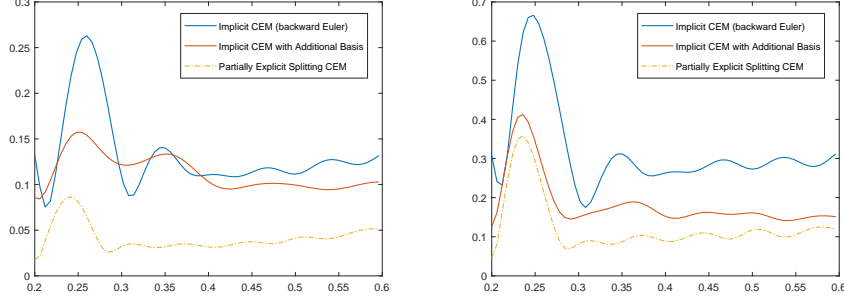 0.3
0.25
0.2
0.15
0.1
0.05
0
0.2 0.25 0.3 0.35 0.4 0.45 0.5 0.55 0.6
Implicit CEM (backward Euler)
Implicit CEM with Additional Basis
Partially Explicit Splitting CEM
0.7
0.6
0.5
0.4
0.3
0.2
0.1
0
0.2 0.25 0.3 0.35 0.4 0.45 0.5 0.55 0.6
Implicit CEM (backward Euler)
Implicit CEM with Additional Basis
Partially Explicit Splitting CEM